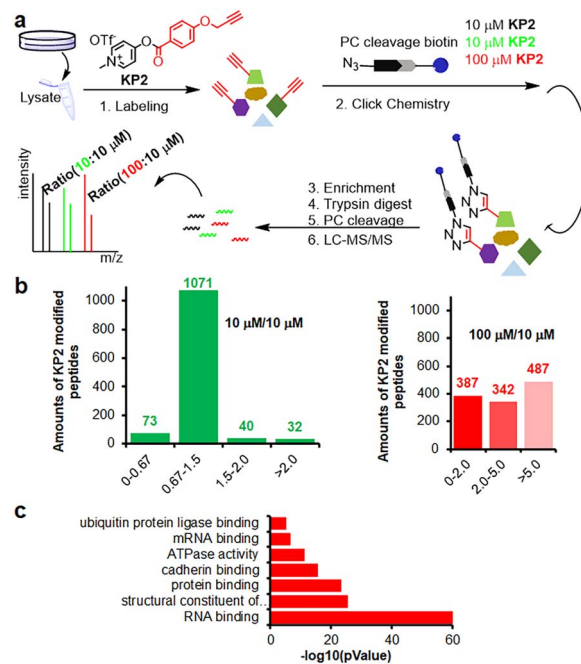 a
OTf⁻
N⁺
O
O
O
KP2
Lysate
1. Labeling
PC cleavage biotin
N₃
10 μM KP2
10 μM KP2
100 μM KP2
2. Click Chemistry
intensity
Ratio(10:10 μM)
Ratio(100:10 μM)
m/z
3. Enrichment
4. Trypsin digest
5. PC cleavage
6. LC-MS/MS
N
N
N
N
N
N
b
Amounts of KP2 modified
peptides
1000
800
600
400
200
0
10 μM/10 μM
73
1071
40
32
0-0.67
0.67-1.5
1.5-2.0
>2.0
Amounts of KP2 modified
peptides
1000
800
600
400
200
0
100 μM/10 μM
387
342
487
0-2.0
2.0-5.0
>5.0
c
ubiquitin protein ligase binding
mRNA binding
ATPase activity
cadherin binding
protein binding
structural constituent of..
RNA binding
0 20 40 60
-log10(pValue)